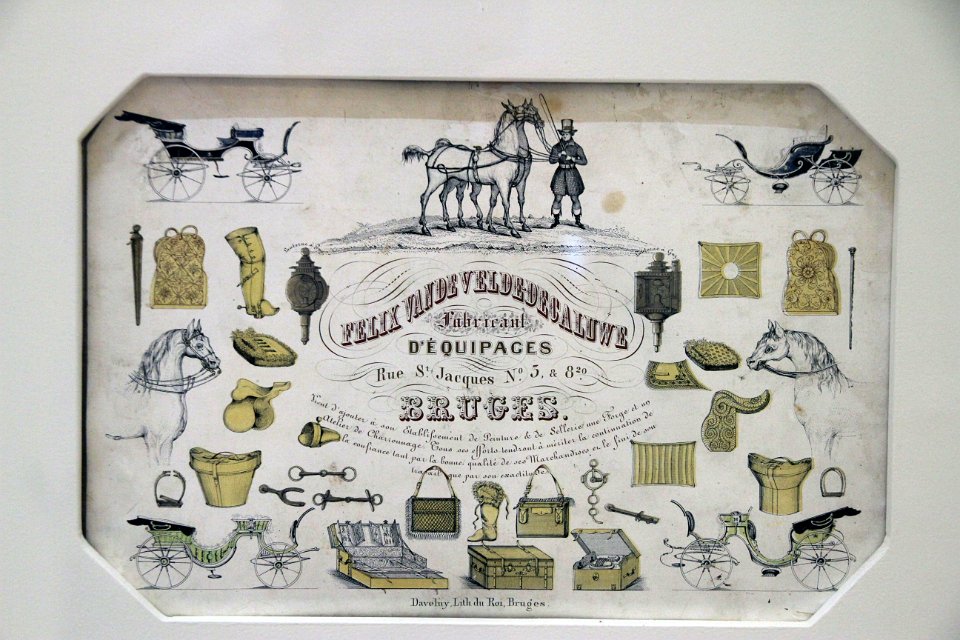 FELIX VANDEVELDE-DECALUWE
Fabricant
D'ÉQUIPAGES
Rue St. Jacques No. 5. & 820
BRUGES.
Vient d'ajouter à son Etablissement de Peinture & de Sellerie, une Forge et un
Atelier de Charronnage. Tous ses efforts tendront à mériter la continuation de
la confiance tant par la bonne qualité de ses Marchandises et le fini de son
travail que par son exactitude.
Daveluy, Lith du Roi, Bruges.